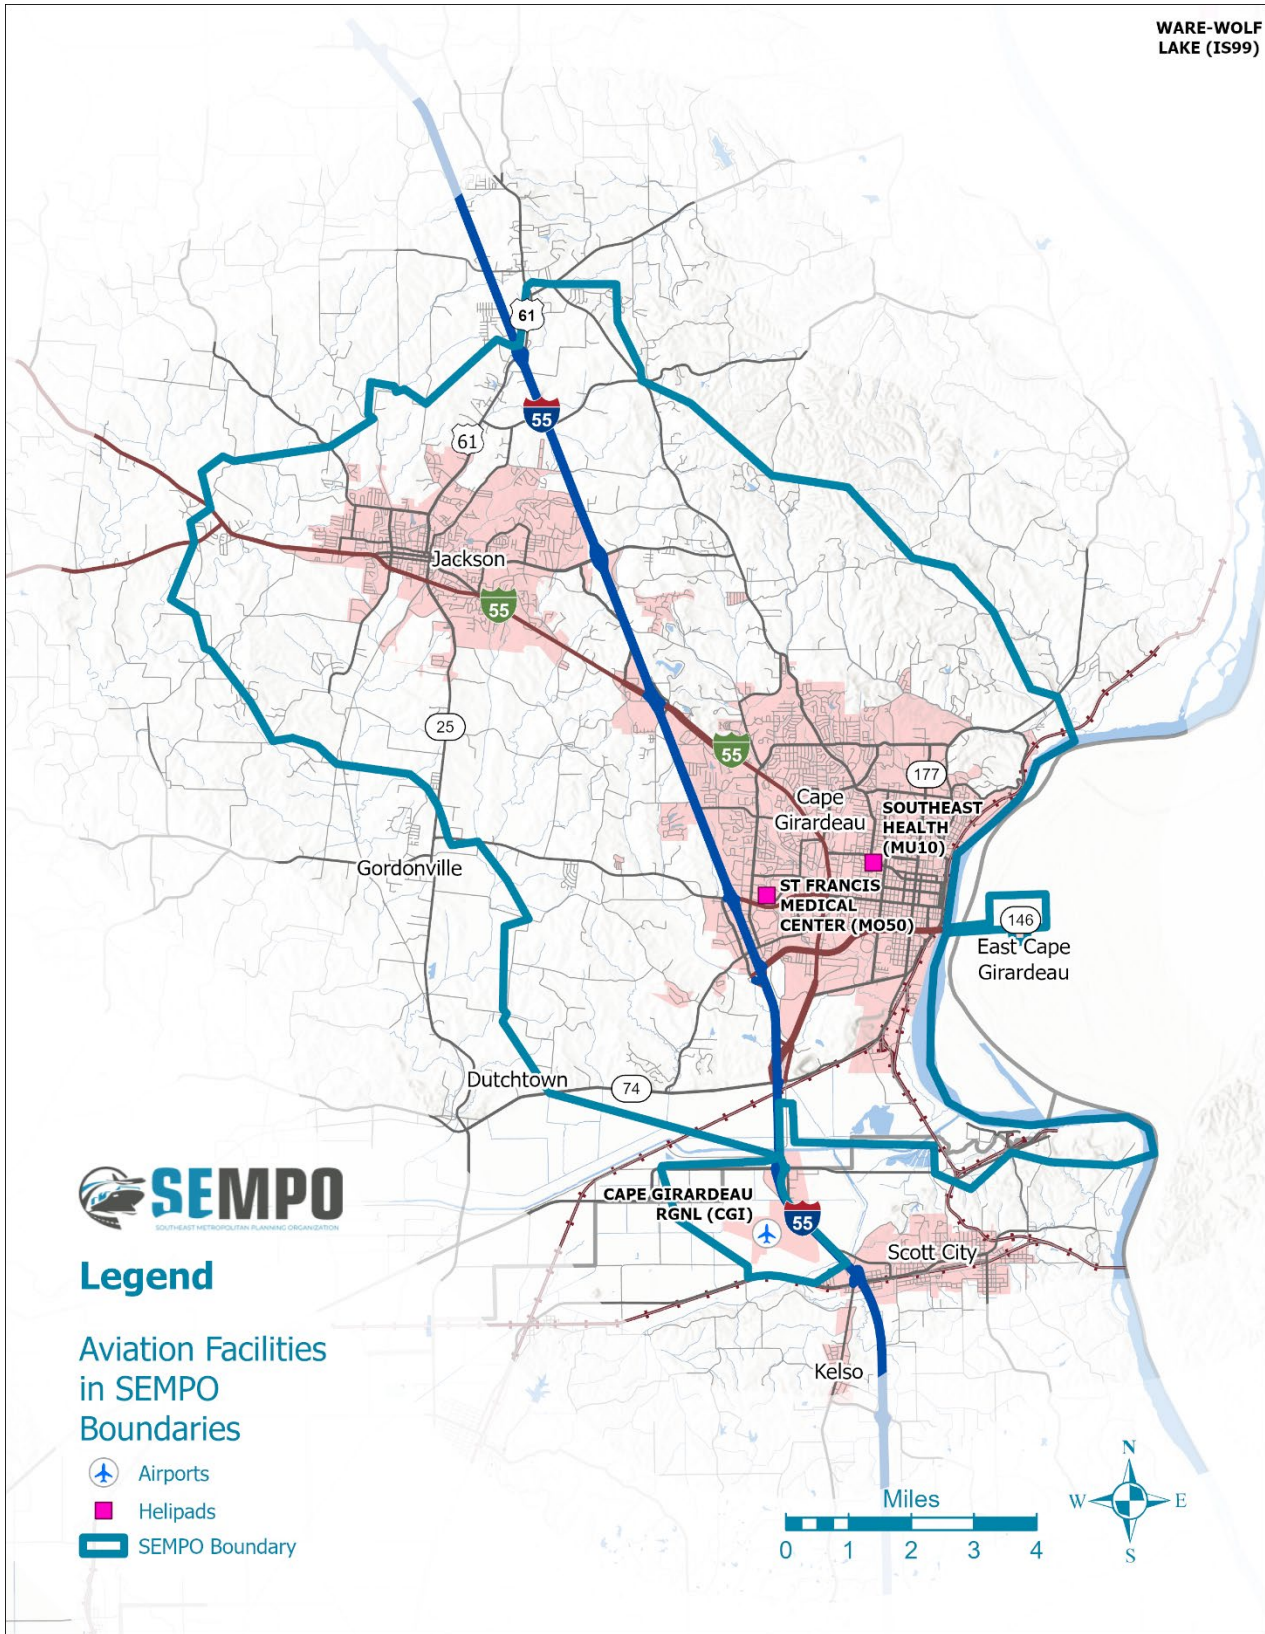 WARE-WOLF
LAKE (IS99)
61
55
61
Jackson
55
25
55
177
Cape
Girardeau
SOUTHEAST
HEALTH
(MU10)
Gordonville
ST FRANCIS
MEDICAL
CENTER (MO50)
146
East Cape
Girardeau
Dutchtown
74
SEMPO
SOUTHEAST METROPOLITAN PLANNING ORGANIZATION
CAPE GIRARDEAU
RGNL (CGI)
55
Scott City
Kelso
Legend
Aviation Facilities
in SEMPO
Boundaries
Airports
Helipads
SEMPO Boundary
Miles
0 1 2 3 4
N
W E
S